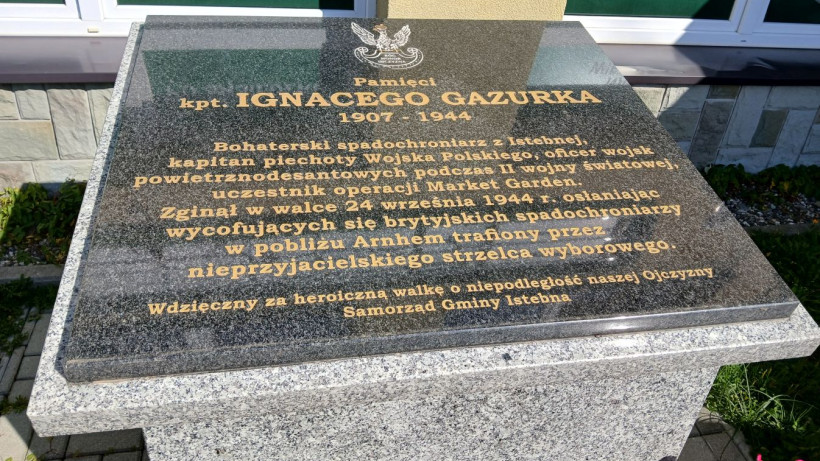 Pamięci
kpt. IGNACEGO GAZURKA
1907 - 1944
Bohaterski spadochroniarz z Istebnej,
kapitan piechoty Wojska Polskiego, oficer wojsk
powietrznodesantowych podczas II wojny światowej,
uczestnik operacji Market Garden.
Zginął w walce 24 września 1944 r. osłaniając
wycofujących się brytyjskich spadochroniarzy
w pobliżu Arnhem trafiony przez
nieprzyjacielskiego strzelca wyborowego.
Wdzięczny za heroiczną walkę o niepodległość naszej Ojczyzny
Samorząd Gminy Istebna